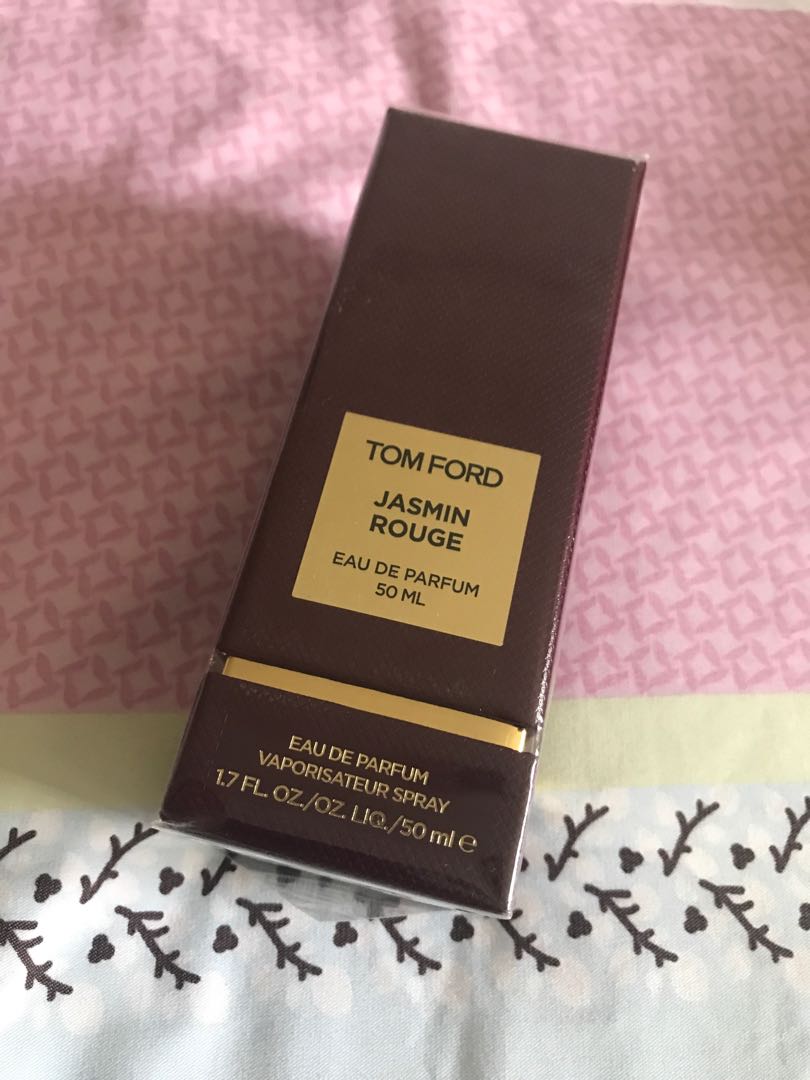 TOM FORD
JASMIN
ROUGE
EAU DE PARFUM
50 ML
EAU DE PARFUM
VAPORISATEUR SPRAY
1.7 FL. OZ./OZ. LIQ./50 ml ℮